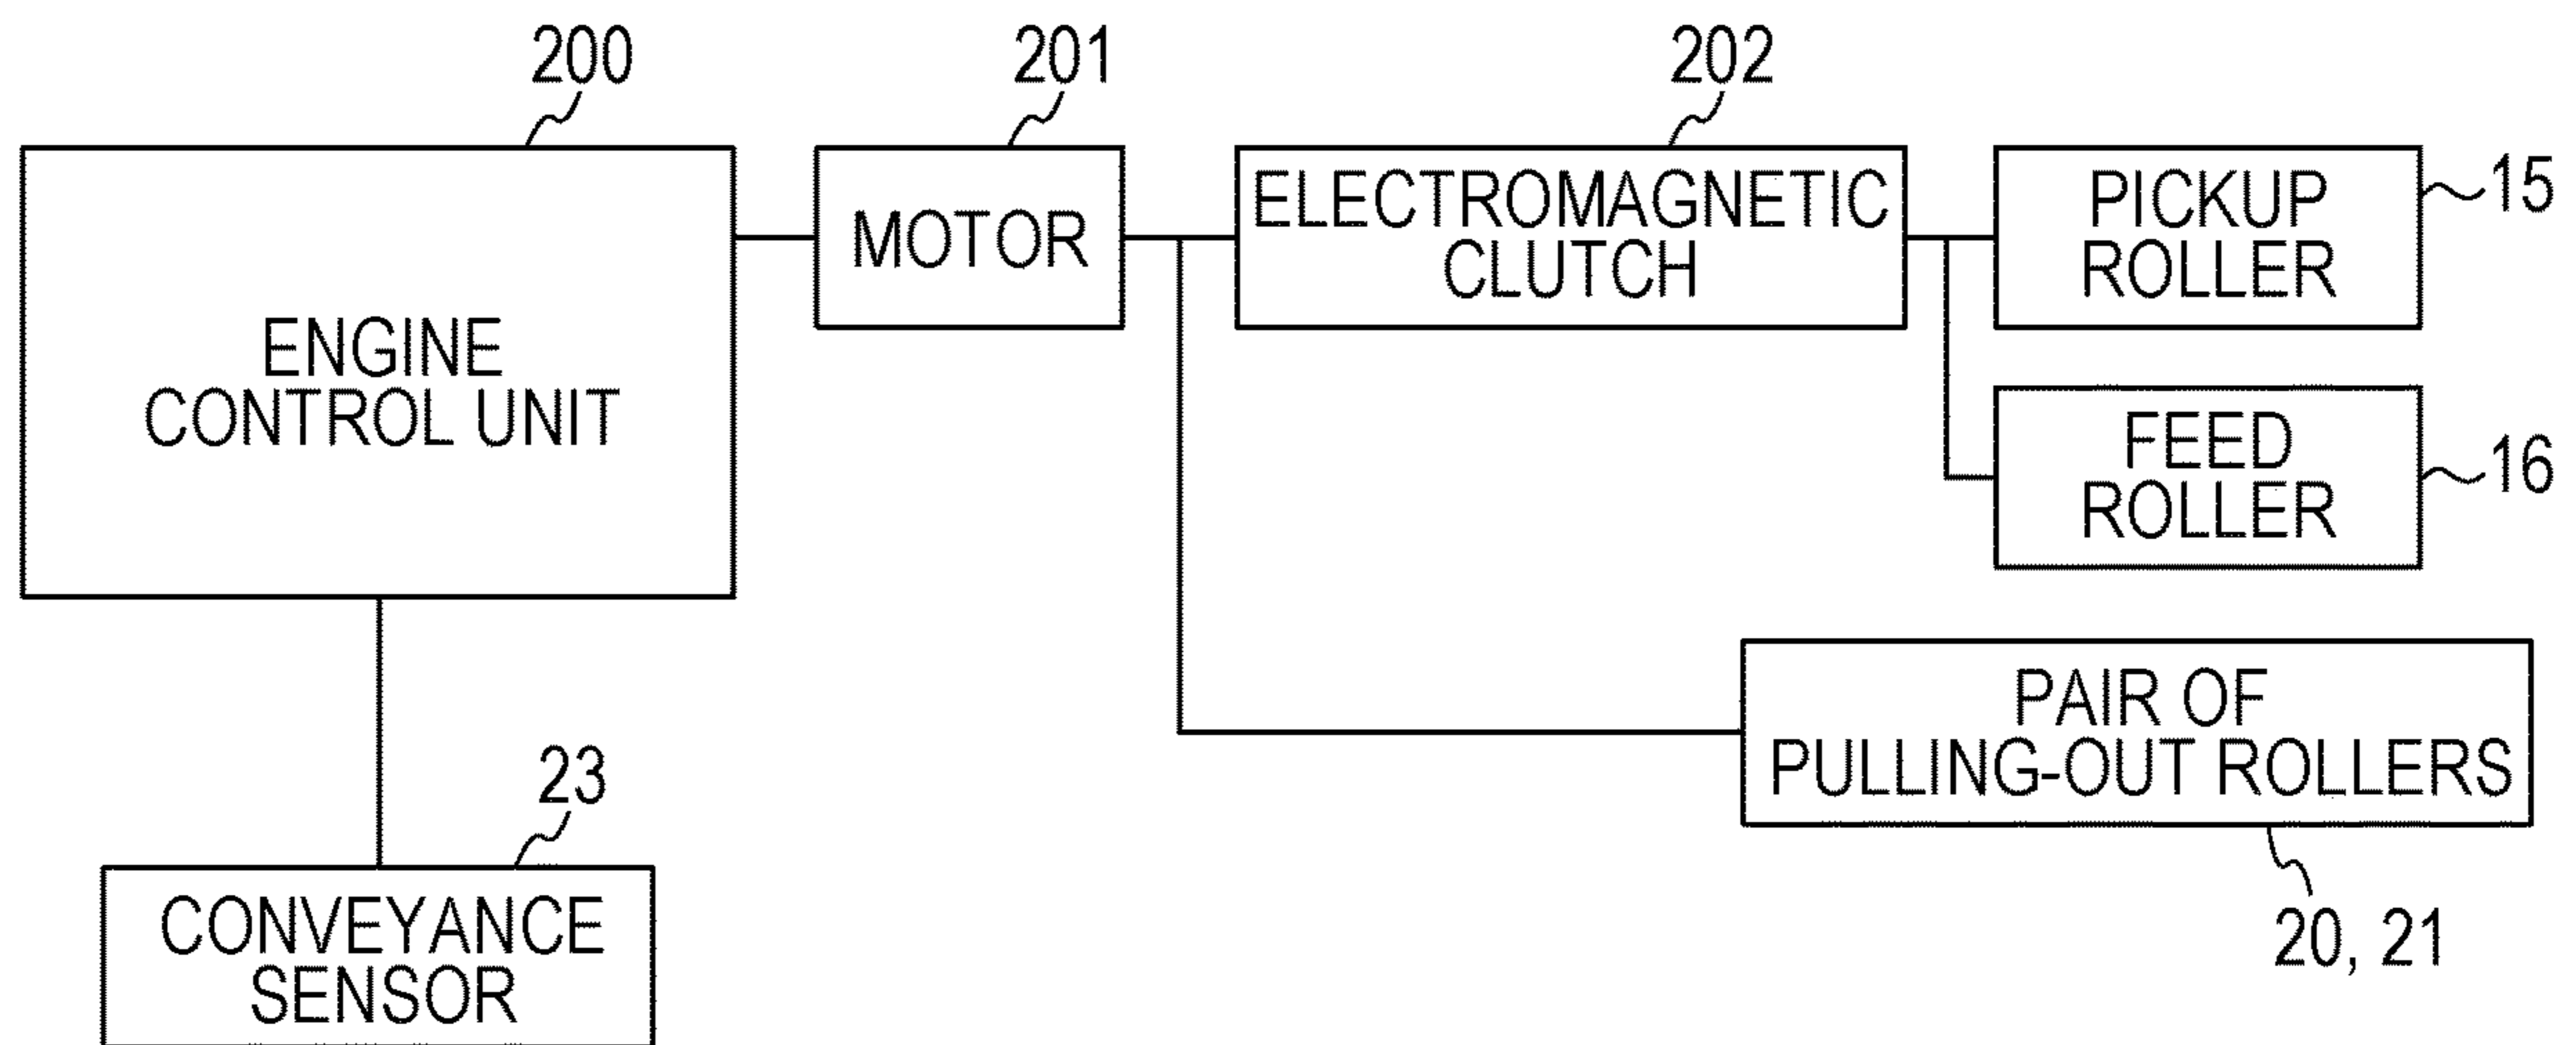 200
201
202
ENGINE
CONTROL UNIT
MOTOR
ELECTROMAGNETIC
CLUTCH
PICKUP
ROLLER
15
FEED
ROLLER
16
PAIR OF
PULLING-OUT ROLLERS
20, 21
23
CONVEYANCE
SENSOR